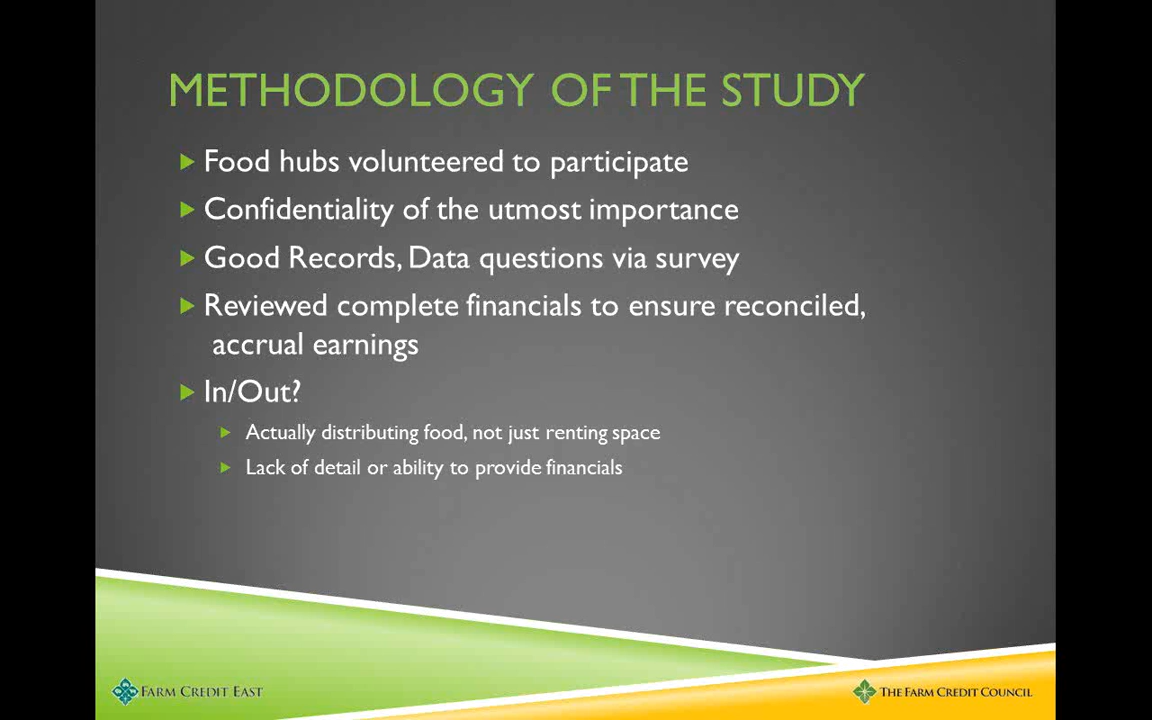 METHODOLOGY OF THE STUDY
Food hubs volunteered to participate
Confidentiality of the utmost importance
Good Records, Data questions via survey
Reviewed complete financials to ensure reconciled,
accrual earnings
In/Out?
Actually distributing food, not just renting space
Lack of detail or ability to provide financials
FARM CREDIT EAST
THE FARM CREDIT COUNCIL